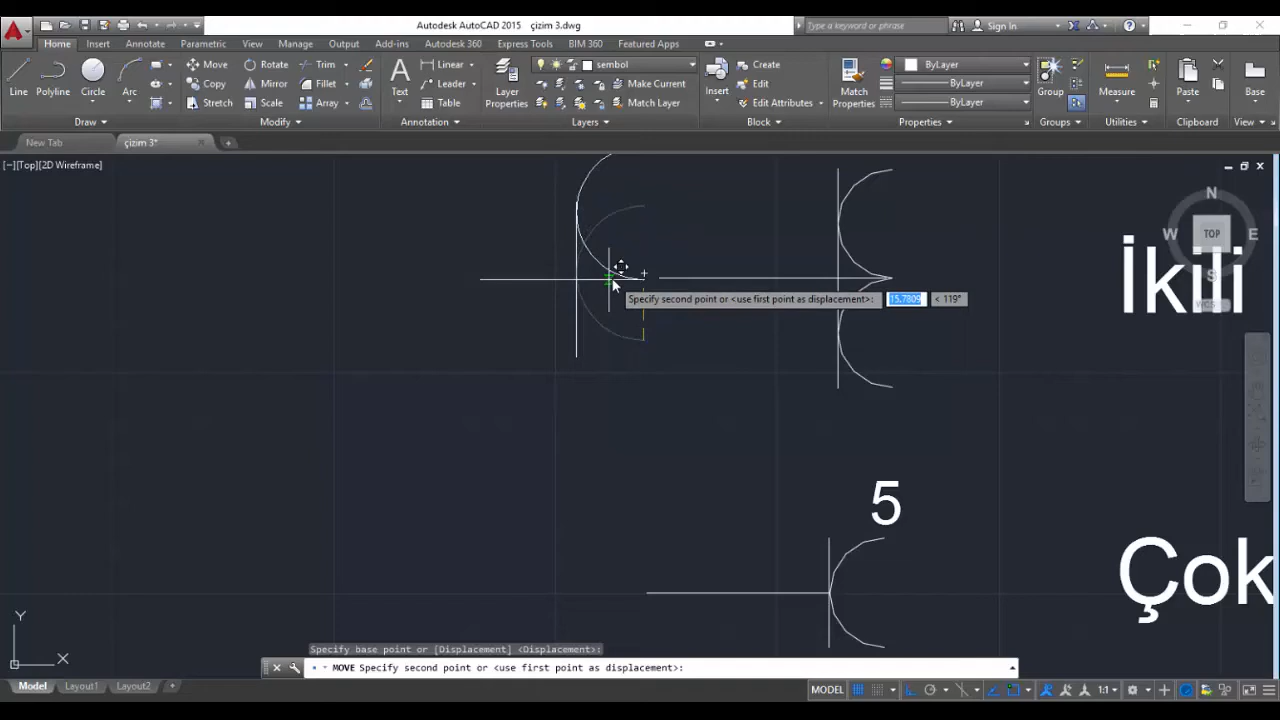 Autodesk AutoCAD 2015 çizim 3.dwg
Type a keyword or phrase
Sign In
Home Insert Annotate Parametric View Manage Output Add-ins Autodesk 360 Express Tools BIM 360 Featured Apps
Line Polyline Circle Arc
Move Rotate Trim
Copy Mirror Fillet
Stretch Scale Array
Text
Linear
Leader
Table
Layer Properties
sembol
Make Current
Match Layer
Insert
Create
Edit
Edit Attributes
Match Properties
ByLayer
ByLayer
ByLayer
Group
Measure
Paste
Base
Draw Modify Annotation Layers Block Properties Groups Utilities Clipboard View
New Tab çizim 3*
[−][Top][2D Wireframe]
N
W TOP E
S
İkili
Specify second point or <use first point as displacement>: 15.7809 < 119°
5
Çok
Y
X
Specify base point or [Displacement] <Displacement>:
MOVE Specify second point or <use first point as displacement>:
Model Layout1 Layout2 +
MODEL 1:1